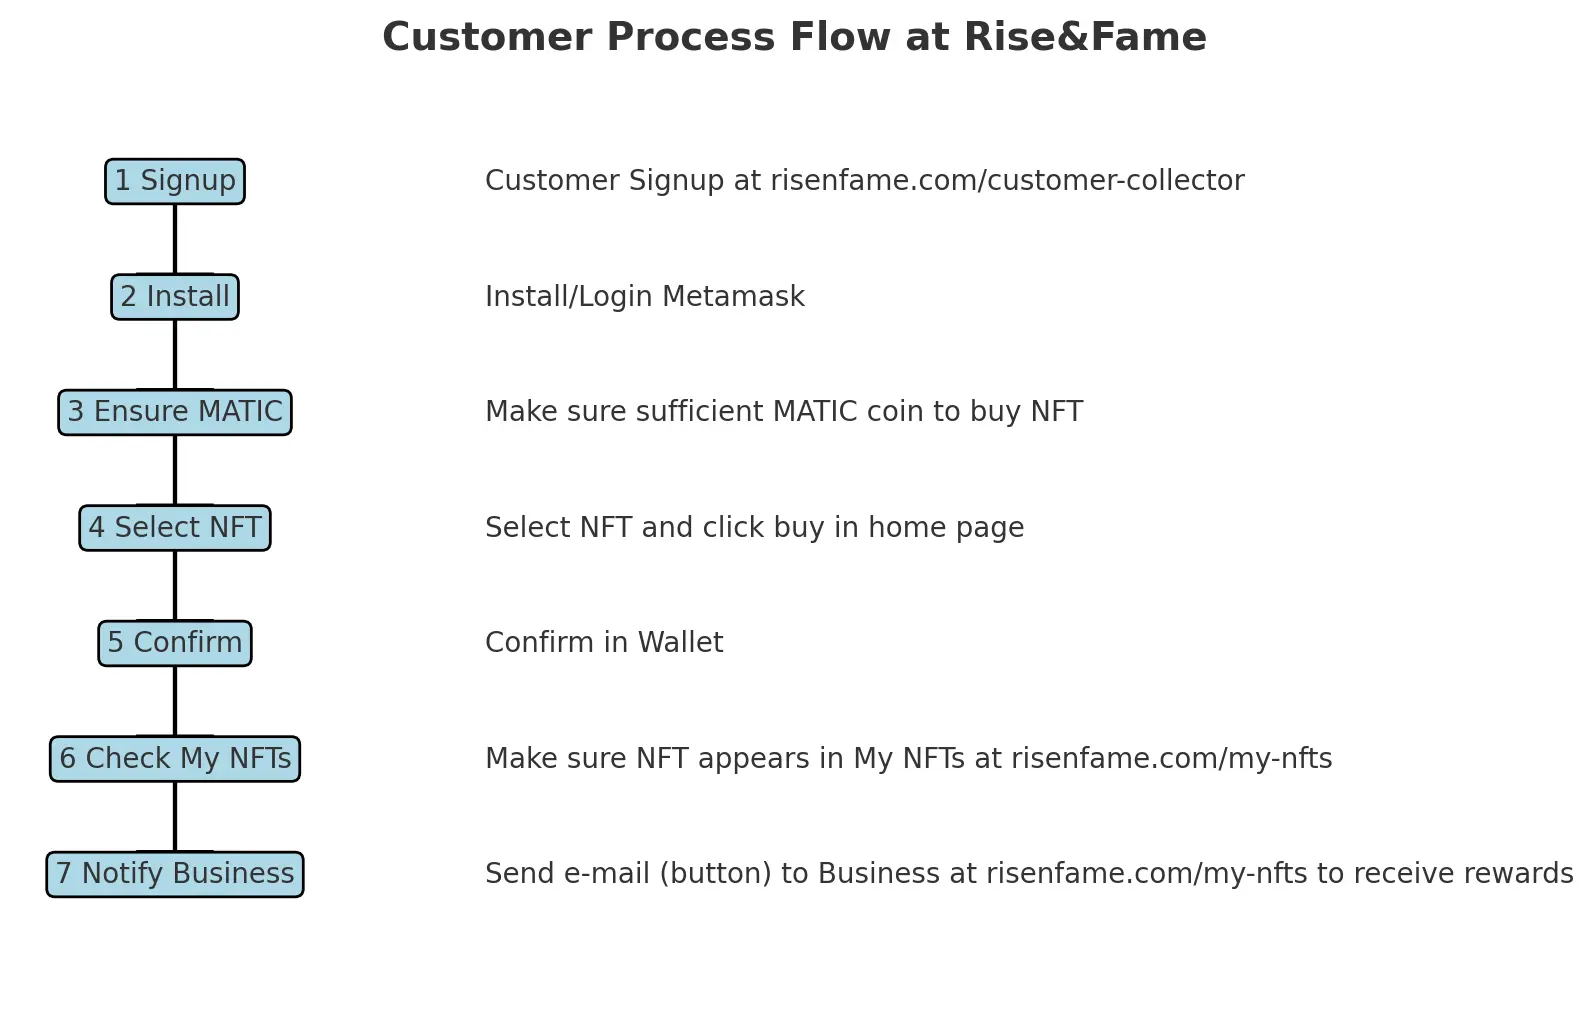 Customer Process Flow at Rise&Fame
1 Signup
Customer Signup at risenfame.com/customer-collector
2 Install
Install/Login Metamask
3 Ensure MATIC
Make sure sufficient MATIC coin to buy NFT
4 Select NFT
Select NFT and click buy in home page
5 Confirm
Confirm in Wallet
6 Check My NFTs
Make sure NFT appears in My NFTs at risenfame.com/my-nfts
7 Notify Business
Send e-mail (button) to Business at risenfame.com/my-nfts to receive rewards